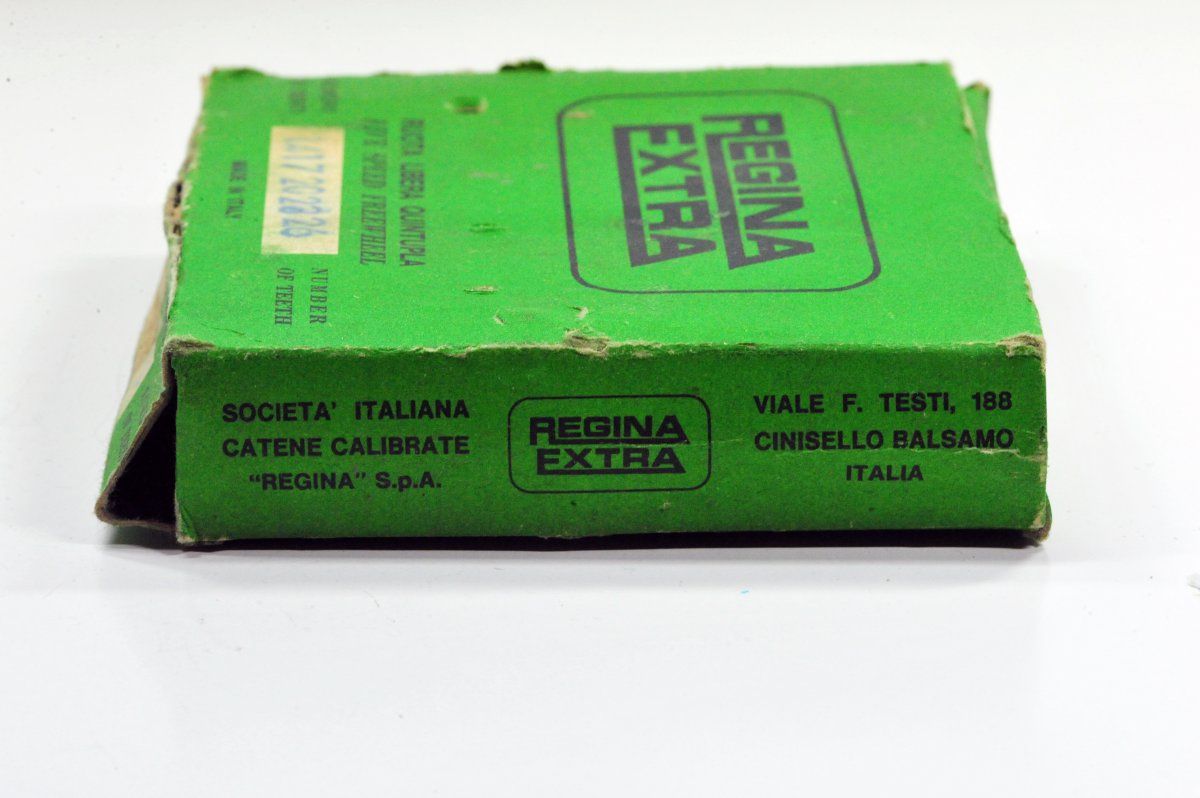 REGINA
EXTRA
RUOTA LIBERA QUINTUPLA
FIVE SPEED FREEWHEEL
NUMBER
OF TEETH
MADE IN ITALY
SOCIETA' ITALIANA
CATENE CALIBRATE
“REGINA” S.p.A.
REGINA
EXTRA
VIALE F. TESTI, 188
CINISELLO BALSAMO
ITALIA